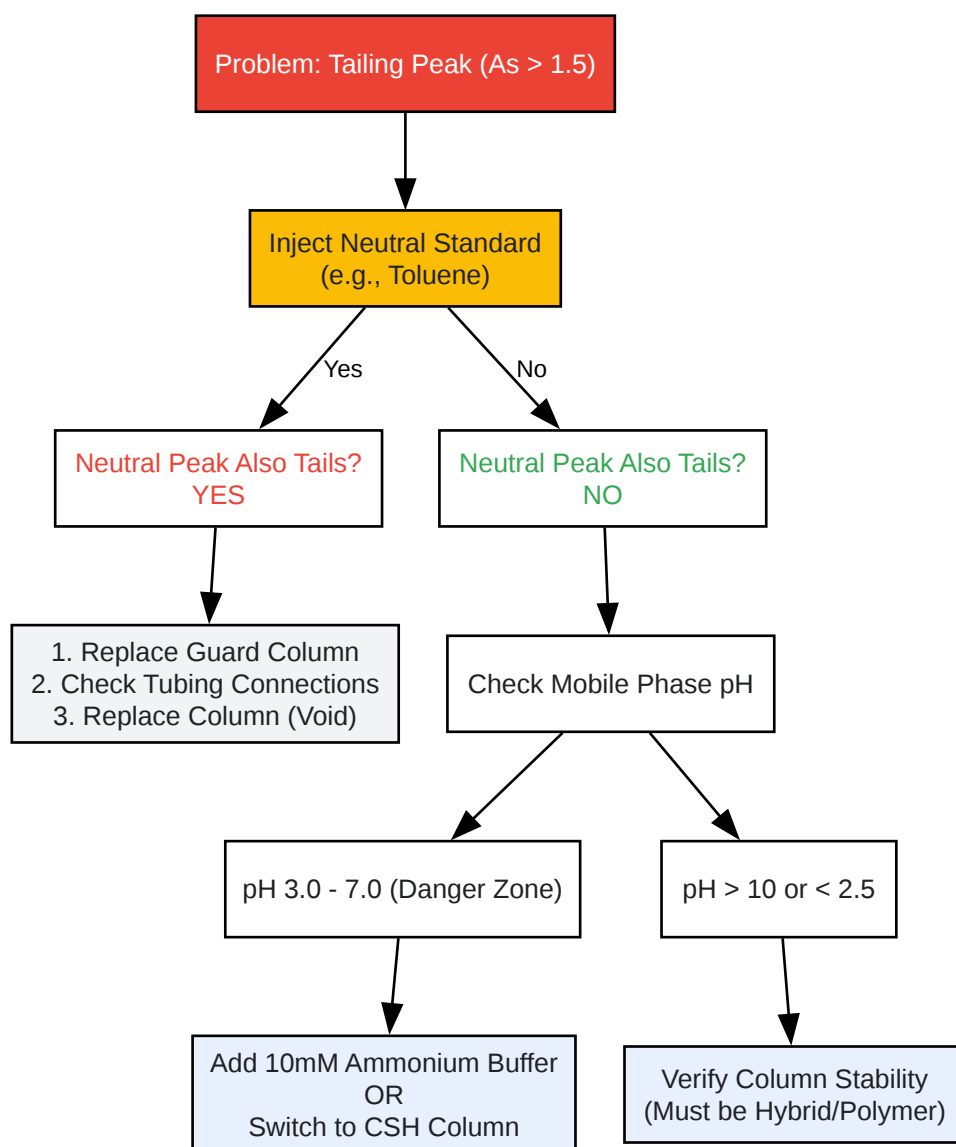 Problem: Tailing Peak (As > 1.5)
Inject Neutral Standard
(e.g., Toluene)
Yes
No
Neutral Peak Also Tails?
YES
Neutral Peak Also Tails?
NO
1. Replace Guard Column
2. Check Tubing Connections
3. Replace Column (Void)
Check Mobile Phase pH
pH 3.0 - 7.0 (Danger Zone)
pH > 10 or < 2.5
Add 10mM Ammonium Buffer
OR
Switch to CSH Column
Verify Column Stability
(Must be Hybrid/Polymer)